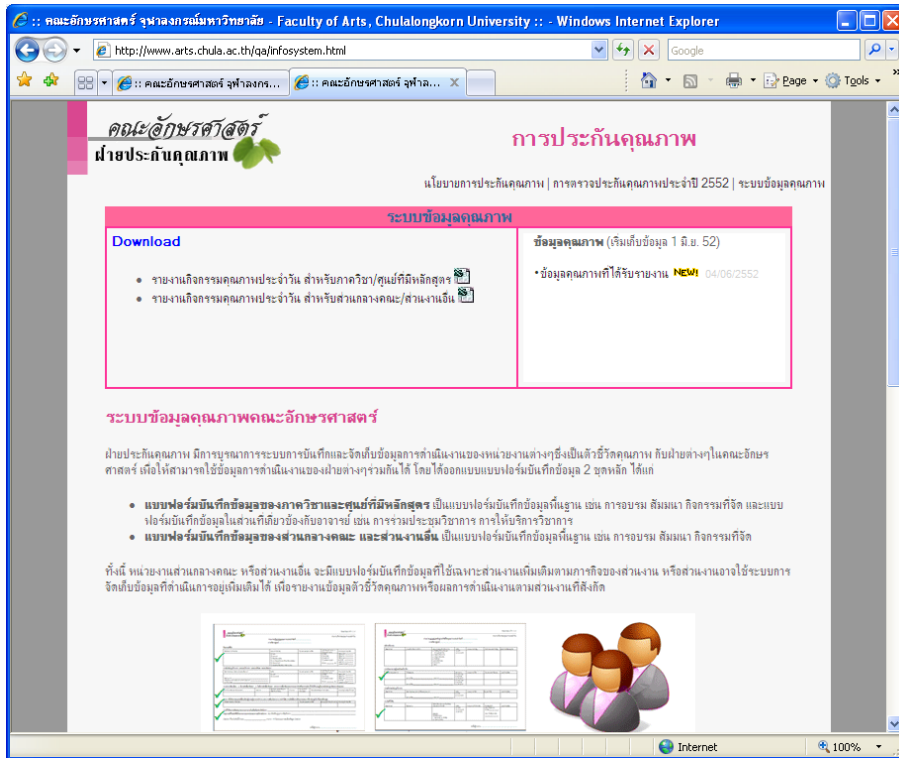 :: คณะอักษรศาสตร์ จุฬาลงกรณ์มหาวิทยาลัย - Faculty of Arts, Chulalongkorn University :: - Windows Internet Explorer
http://www.arts.chula.ac.th/qa/infosystem.html
Google
:: คณะอักษรศาสตร์ จุฬาลงกร...
:: คณะอักษรศาสตร์ จุฬาล...
Page
Tools
คณะอักษรศาสตร์
ฝ่ายประกันคุณภาพ
การประกันคุณภาพ
นโยบายการประกันคุณภาพ | การตรวจประกันคุณภาพประจำปี 2552 | ระบบข้อมูลคุณภาพ
ระบบข้อมูลคุณภาพ
Download
• รายงานกิจกรรมคุณภาพประจำวัน สำหรับภาควิชา/ศูนย์ที่มีหลักสูตร
• รายงานกิจกรรมคุณภาพประจำวัน สำหรับส่วนกลางคณะ/ส่วนงานอื่น
ข้อมูลคุณภาพ (เริ่มเก็บข้อมูล 1 มิ.ย. 52)
•ข้อมูลคุณภาพที่ได้รับรายงาน NEW! 04/06/2552
ระบบข้อมูลคุณภาพคณะอักษรศาสตร์
ฝ่ายประกันคุณภาพ มีการบูรณาการระบบการบันทึกและจัดเก็บข้อมูลการดำเนินงานของหน่วยงานต่างๆซึ่งเป็นตัวชี้วัดคุณภาพ กับฝ่ายต่างๆในคณะอักษร
ศาสตร์ เพื่อให้สามารถใช้ข้อมูลการดำเนินงานของฝ่ายต่างๆร่วมกันได้ โดยได้ออกแบบแบบฟอร์มบันทึกข้อมูล 2 ชุดหลัก ได้แก่
• แบบฟอร์มบันทึกข้อมูลของภาควิชาและศูนย์ที่มีหลักสูตร เป็นแบบฟอร์มบันทึกข้อมูลพื้นฐาน เช่น การอบรม สัมมนา กิจกรรมที่จัด และแบบ
ฟอร์มบันทึกข้อมูลในส่วนที่เกี่ยวข้องกับอาจารย์ เช่น การร่วมประชุมวิชาการ การให้บริการวิชาการ
• แบบฟอร์มบันทึกข้อมูลของส่วนกลางคณะ และส่วนงานอื่น เป็นแบบฟอร์มบันทึกข้อมูลพื้นฐาน เช่น การอบรม สัมมนา กิจกรรมที่จัด
ทั้งนี้ หน่วยงานส่วนกลางคณะ หรือส่วนงานอื่น จะมีแบบฟอร์มบันทึกข้อมูลที่ใช้เฉพาะส่วนงานเพิ่มเติมตามภารกิจของส่วนงาน หรือส่วนงานอาจใช้ระบบการ
จัดเก็บข้อมูลที่ดำเนินการอยู่เพิ่มเติมได้ เพื่อรายงานข้อมูลตัวชี้วัดคุณภาพหรือผลการดำเนินงานตามส่วนงานที่สังกัด
Internet
100%